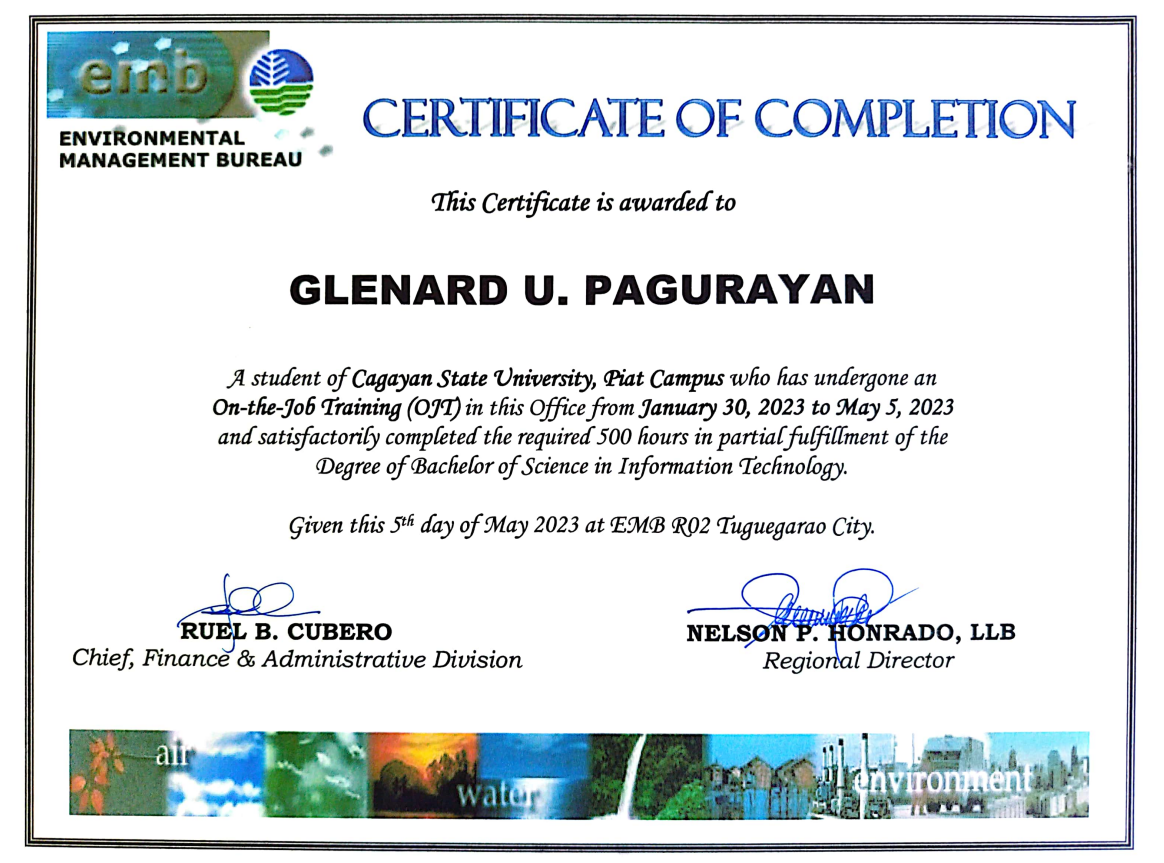 emb
ENVIRONMENTAL
MANAGEMENT BUREAU
CERTIFICATE OF COMPLETION
This Certificate is awarded to
GLENARD U. PAGURAYAN
A student of Cagayan State University, Piat Campus who has undergone an
On-the-Job Training (OJT) in this Office from January 30, 2023 to May 5, 2023
and satisfactorily completed the required 500 hours in partial fulfillment of the
Degree of Bachelor of Science in Information Technology.
Given this 5th day of May 2023 at EMB R02 Tuguegarao City.
RUEL B. CUBERO
Chief, Finance & Administrative Division
NELSON P. HONRADO, LLB
Regional Director
air
water
environment